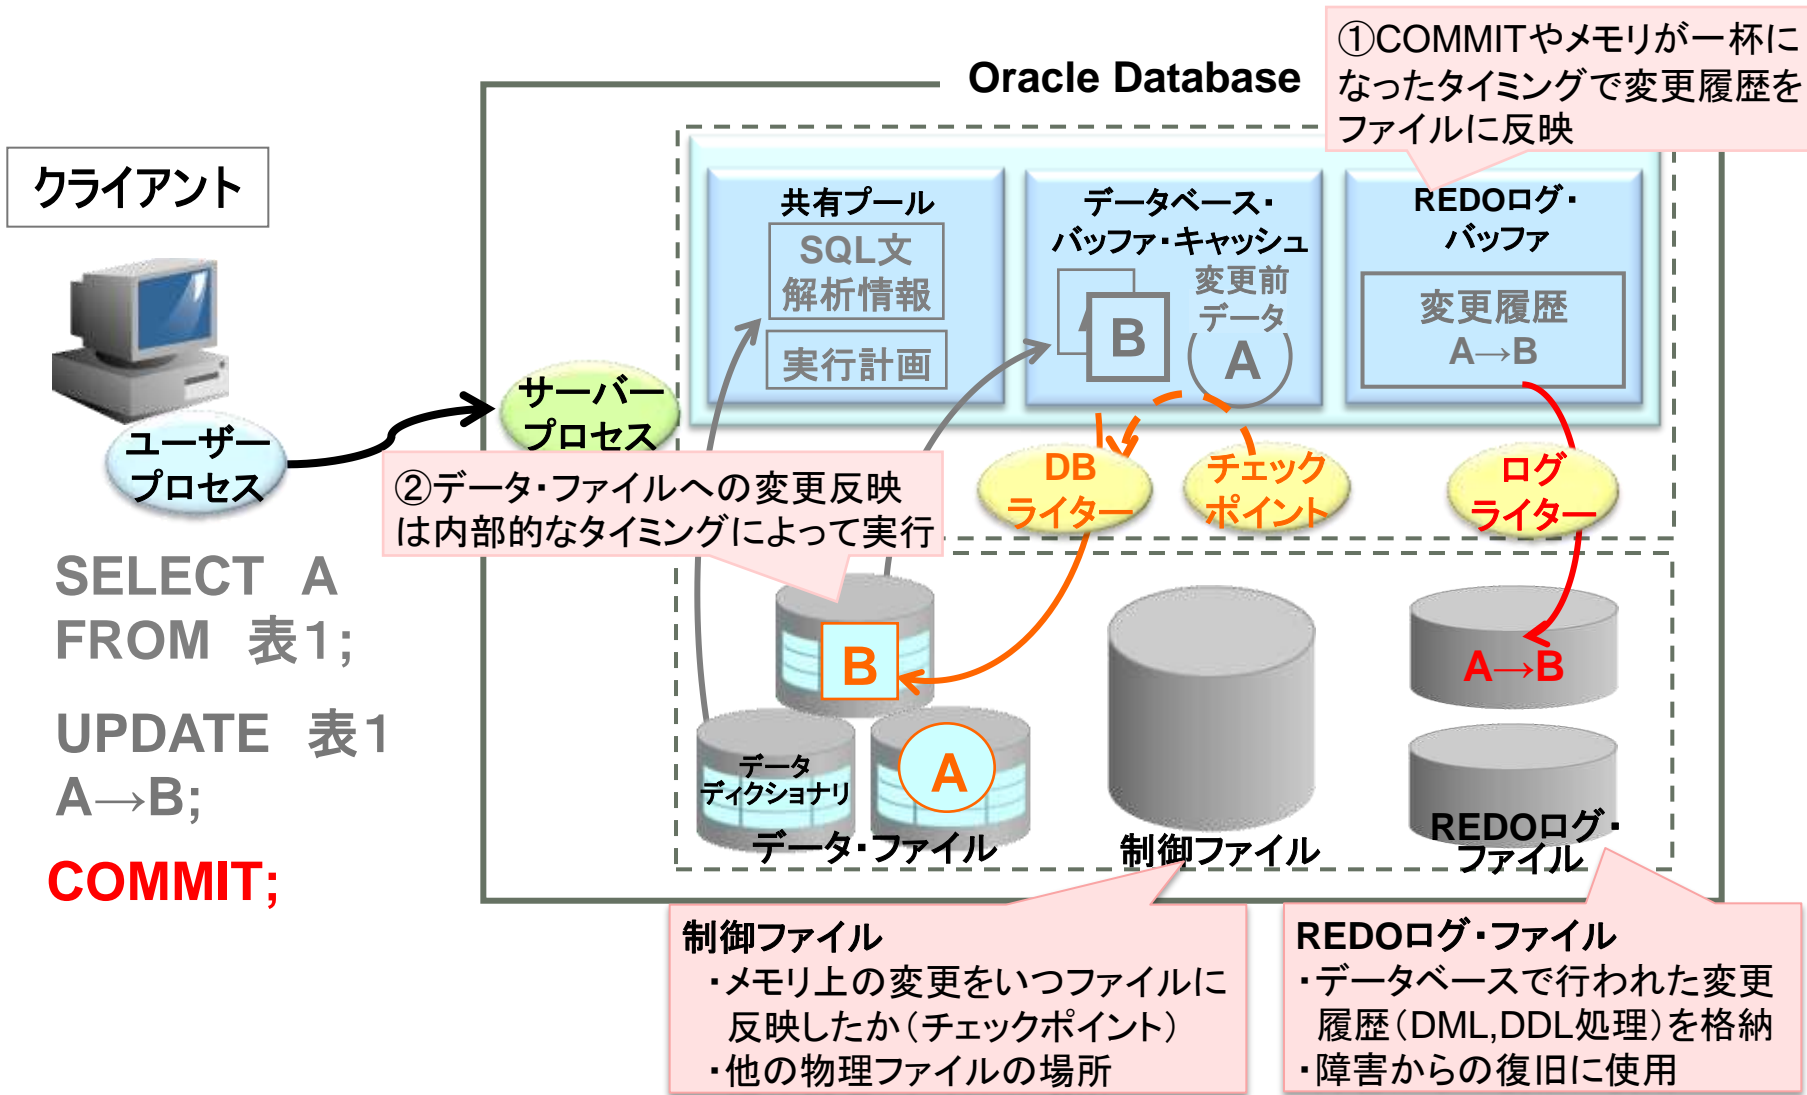 Oracle Database
①COMMITやメモリが一杯に
なったタイミングで変更履歴を
ファイルに反映
クライアント
共有プール
SQL文
解析情報
実行計画
データベース・
バッファ・キャッシュ
変更前
データ
B
A
REDOログ・
バッファ
変更履歴
A→B
サーバー
プロセス
ユーザー
プロセス
②データ・ファイルへの変更反映
は内部的なタイミングによって実行
DB
ライター
チェック
ポイント
ログ
ライター
SELECT A
FROM 表1;
UPDATE 表1
A→B;
COMMIT;
B
A→B
データ
ディクショナリ
A
データ・ファイル
制御ファイル
REDOログ・
ファイル
制御ファイル
・メモリ上の変更をいつファイルに
反映したか（チェックポイント）
・他の物理ファイルの場所
REDOログ・ファイル
・データベースで行われた変更
履歴（DML,DDL処理）を格納
・障害からの復旧に使用